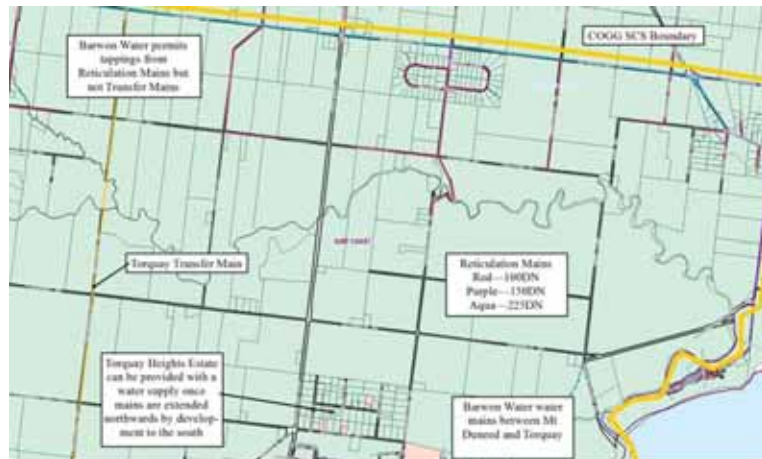 Barwon Water permits
tappings from
Reticulation Mains but
not Transfer Mains
COGG SCS Boundary
SURF COAST
Torquay Transfer Main
Reticulation Mains
Red—100DN
Purple—150DN
Aqua—225DN
Torquay Heights Estate
can be provided with a
water supply once
mains are extended
northwards by develop-
ment to the south
Barwon Water water
mains between Mt
Duneed and Torquay